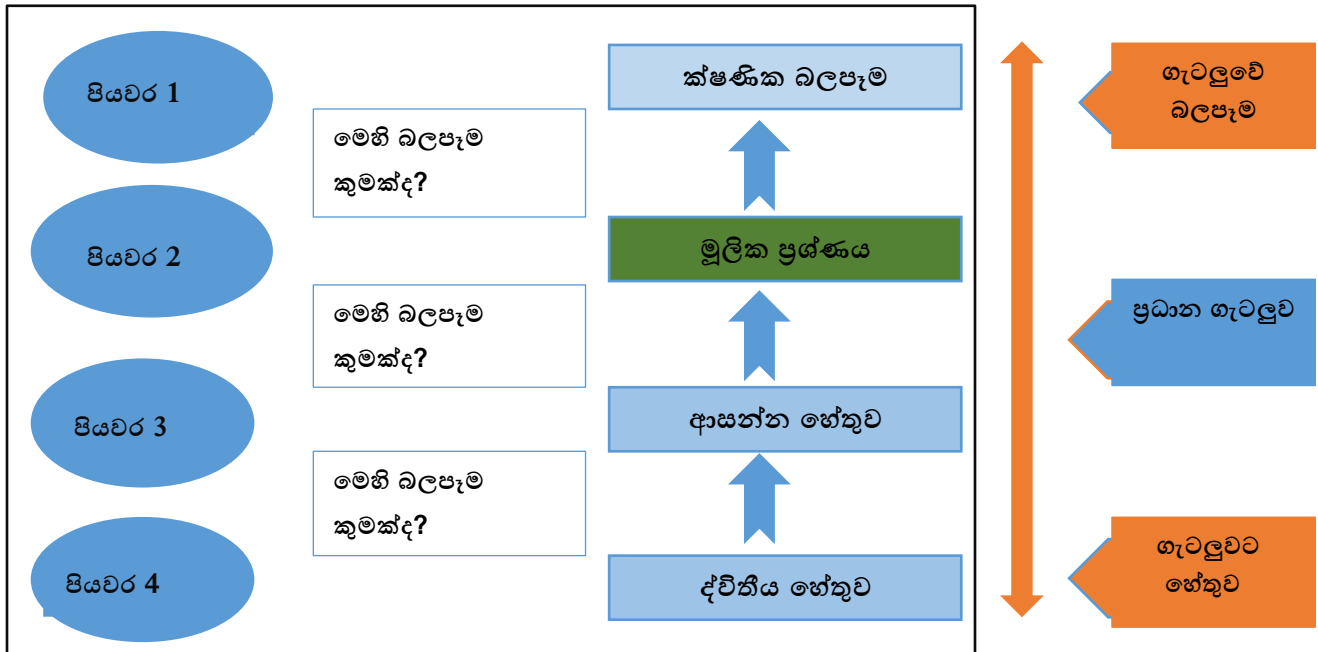 පියවර 1
මෙහි බලපෑම
කුමක්ද?
ක්ෂණික බලපෑම
ගැටලුවේ
බලපෑම
පියවර 2
මෙහි බලපෑම
කුමක්ද?
මූලික ප්‍රශ්ණය
ප්‍රධාන ගැටලුව
පියවර 3
මෙහි බලපෑම
කුමක්ද?
ආසන්න හේතුව
පියවර 4
ද්විතීය හේතුව
ගැටලුවට
හේතුව